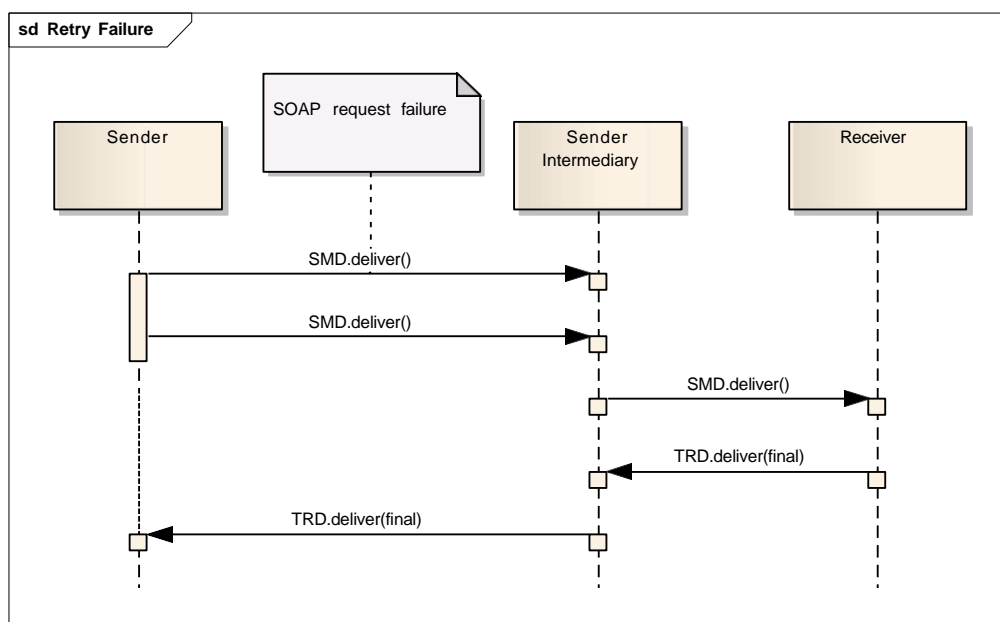 sd Retry Failure
SOAP request failure
Sender
Sender
Intermediary
Receiver
SMD.deliver()
SMD.deliver()
SMD.deliver()
TRD.deliver(final)
TRD.deliver(final)